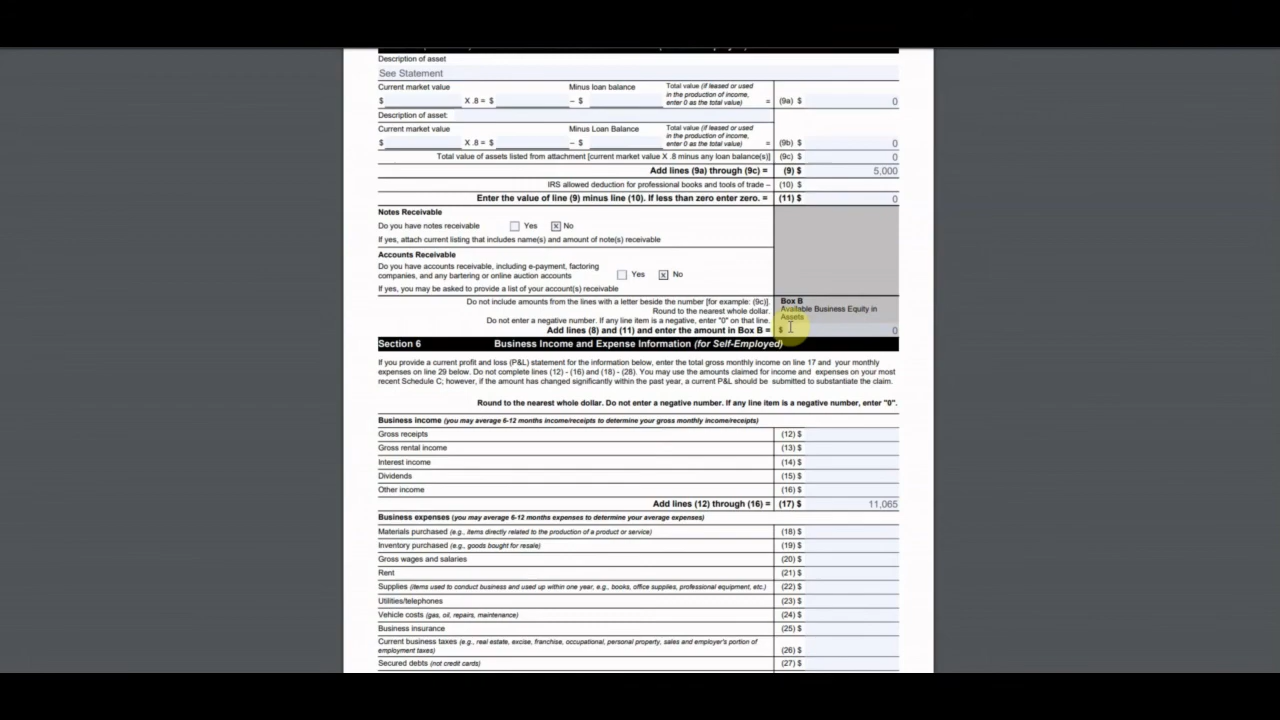 Description of asset
See Statement
Current market value Minus loan balance Total value (if leased or used in the production of income, enter 0 as the total value)
$ X .8 = $ – $ = (9a) $ 0
Description of asset:
Current market value Minus Loan Balance Total value (if leased or used in the production of income, enter 0 as the total value)
$ X .8 = $ – $ = (9b) $ 0
Total value of assets listed from attachment [current market value X .8 minus any loan balance(s)] (9c) $ 0
Add lines (9a) through (9c) = (9) $ 5,000
IRS allowed deduction for professional books and tools of trade – (10) $
Enter the value of line (9) minus line (10). If less than zero enter zero. = (11) $ 0
Notes Receivable
Do you have notes receivable Yes x No
If yes, attach current listing that includes name(s) and amount of note(s) receivable
Accounts Receivable
Do you have accounts receivable, including e-payment, factoring
companies, and any bartering or online auction accounts Yes x No
If yes, you may be asked to provide a list of your account(s) receivable
Do not include amounts from the lines with a letter beside the number [for example: (9c)].
Round to the nearest whole dollar.
Do not enter a negative number. If any line item is a negative, enter "0" on that line.
Add lines (8) and (11) and enter the amount in Box B =
Box B
Available Business Equity in
Assets
$ 0
Section 6 Business Income and Expense Information (for Self-Employed)
If you provide a current profit and loss (P&L) statement for the information below, enter the total gross monthly income on line 17 and your monthly
expenses on line 29 below. Do not complete lines (12) - (16) and (18) - (28). You may use the amounts claimed for income and expenses on your most
recent Schedule C; however, if the amount has changed significantly within the past year, a current P&L should be submitted to substantiate the claim.
Round to the nearest whole dollar. Do not enter a negative number. If any line item is a negative number, enter "0".
Business income (you may average 6-12 months income/receipts to determine your gross monthly income/receipts)
Gross receipts (12) $
Gross rental income (13) $
Interest income (14) $
Dividends (15) $
Other income (16) $
Add lines (12) through (16) = (17) $ 11,065
Business expenses (you may average 6-12 months expenses to determine your average expenses)
Materials purchased (e.g., items directly related to the production of a product or service) (18) $
Inventory purchased (e.g., goods bought for resale) (19) $
Gross wages and salaries (20) $
Rent (21) $
Supplies (items used to conduct business and used up within one year, e.g., books, office supplies, professional equipment, etc.) (22) $
Utilities/telephones (23) $
Vehicle costs (gas, oil, repairs, maintenance) (24) $
Business insurance (25) $
Current business taxes (e.g., real estate, excise, franchise, occupational, personal property, sales and employer's portion of
employment taxes) (26) $
Secured debts (not credit cards) (27) $